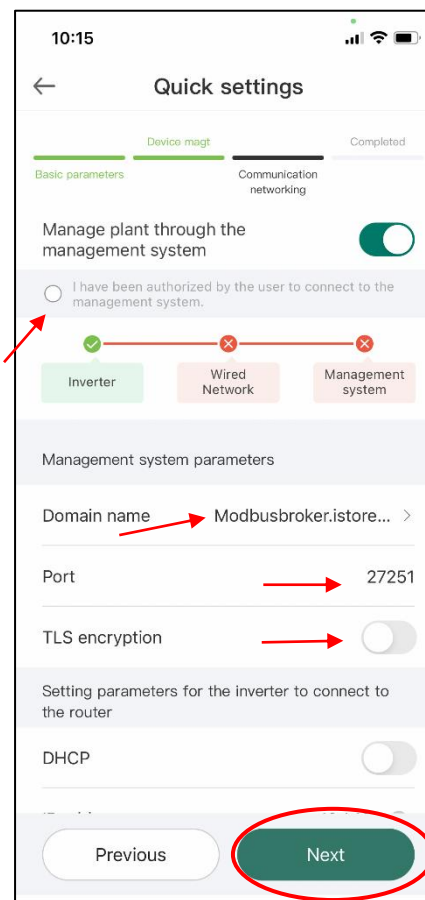 10:15
Quick settings
Device magt
Completed
Basic parameters
Communication
networking
Manage plant through the
management system
I have been authorized by the user to connect to the
management system.
Inverter
Wired
Network
Management
system
Management system parameters
Domain name
Modbusbroker.istore...
Port
27251
TLS encryption
Setting parameters for the inverter to connect to
the router
DHCP
Previous
Next